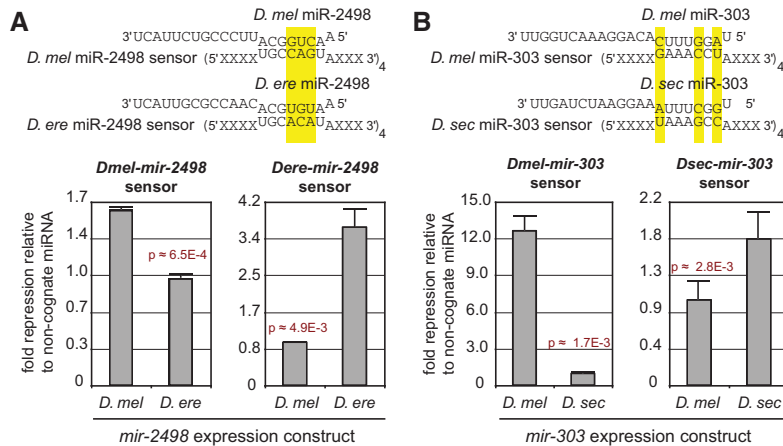 A
D. mel miR-2498
3'UCAUUCUGCCCUU ACGGUCA A 5'
D. mel miR-2498 sensor (5'XXXX UGCCAGU AXXX 3')4
D. ere miR-2498
3'UCAUUGCGCCAAC ACGUGUA A 5'
D. ere miR-2498 sensor (5'XXXX UGCACAU AXXX 3')4
Dmel-mir-2498 sensor
Dere-mir-2498 sensor
fold repression relative to non-cognate miRNA
1.7
1.4
1.0
0.7
0.3
0
p ≈ 6.5E-4
D. mel D. ere
4.2
3.4
2.5
1.7
0.8
0
p ≈ 4.9E-3
D. mel D. ere
mir-2498 expression construct
B
D. mel miR-303
3'UUGGUCAAAGGACA CUUUGGA U 5'
D. mel miR-303 sensor (5'XXXX GAAACCU AXXX 3')4
D. sec miR-303
3'UUGAUCUAAGGAA AUUUCGG U 5'
D. sec miR-303 sensor (5'XXXX UAAAGCC AXXX 3')4
Dmel-mir-303 sensor
Dsec-mir-303 sensor
fold repression relative to non-cognate miRNA
15.0
12.0
9.0
6.0
3.0
0
p ≈ 1.7E-3
D. mel D. sec
2.2
1.8
1.3
0.9
0.4
0
p ≈ 2.8E-3
D. mel D. sec
mir-303 expression construct